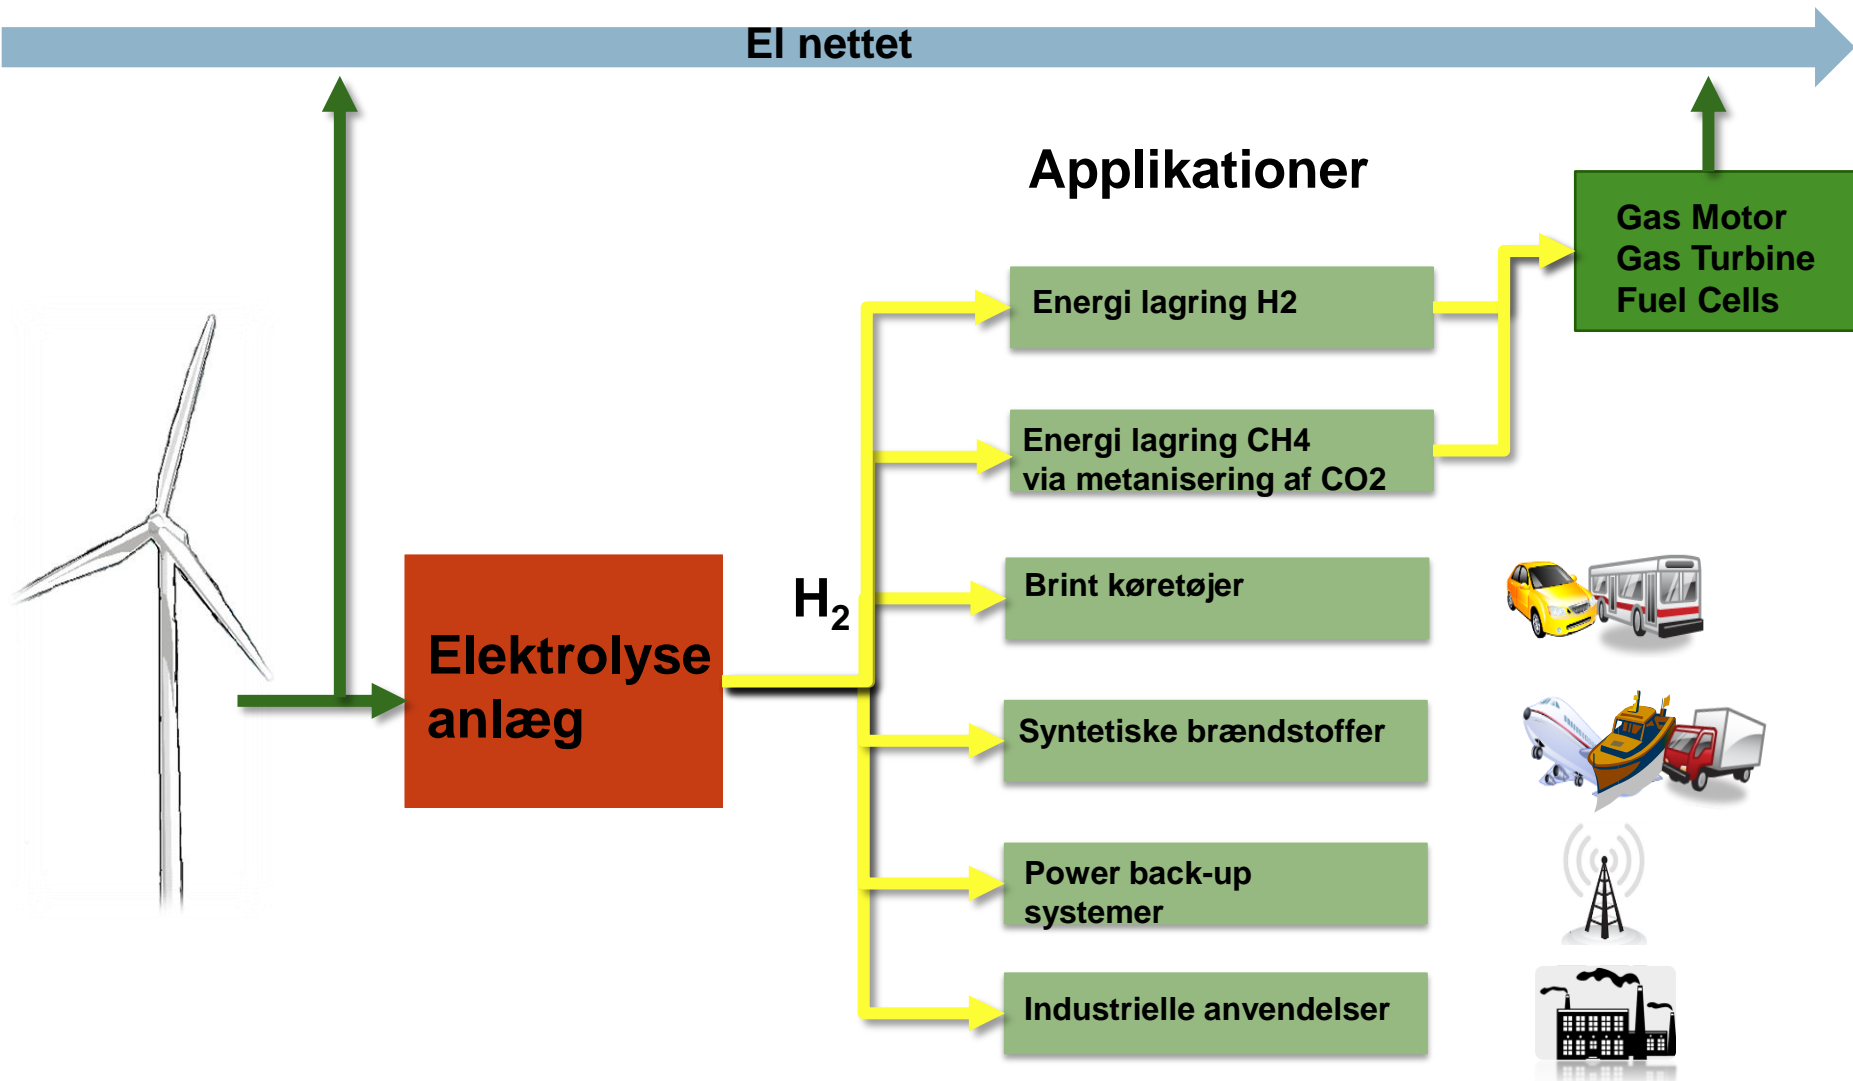 El nettet
Applikationer
Gas Motor
Gas Turbine
Fuel Cells
Energi lagring H2
Energi lagring CH4
via metanisering af CO2
H₂
Brint køretøjer
Elektrolyse
anlæg
Syntetiske brændstoffer
Power back-up
systemer
Industrielle anvendelser